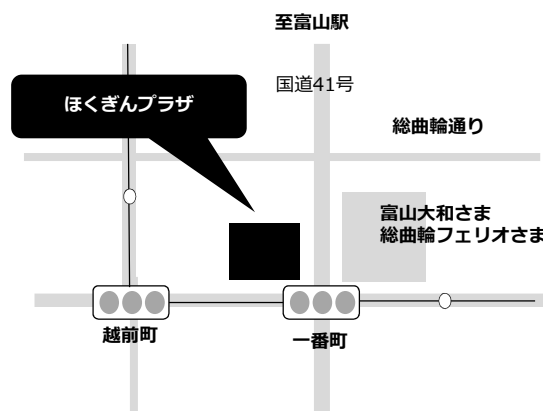 至富山駅
国道41号
ほくぎんプラザ
総曲輪通り
富山大和さま
総曲輪フェリオさま
越前町
一番町